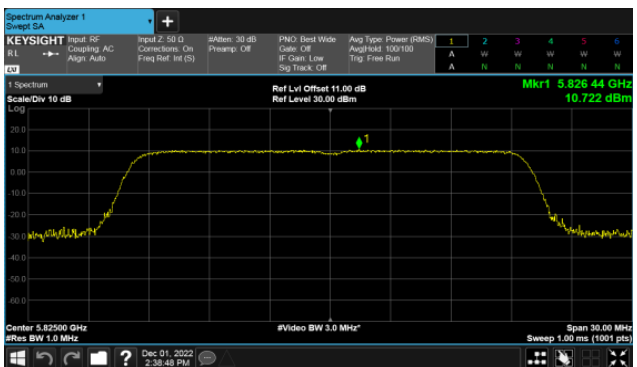 Spectrum Analyzer 1
Swept SA
KEYSIGHT Input: RF Input Z: 50 Ω #Atten: 30 dB PNO: Best Wide Avg Type: Power (RMS) 1 2 3 4 5 6
RL Coupling: AC Corrections: On Preamp: Off Gate: Off Avg|Hold: 100/100 A W W W W W
Align: Auto Freq Ref: Int (S) IF Gain: Low Trig: Free Run
Sig Track: Off A N N N N N
1 Spectrum Ref Lvl Offset 11.00 dB Mkr1 5.826 44 GHz
Scale/Div 10 dB Ref Level 30.00 dBm 10.722 dBm
Log
20.0
1
10.0
0.00
-10.0
-20.0
-30.0
-40.0
-50.0
-60.0
Center 5.82500 GHz #Video BW 3.0 MHz* Span 30.00 MHz
#Res BW 1.0 MHz Sweep 1.00 ms (1001 pts)
? Dec 01, 2022
2:38:48 PM